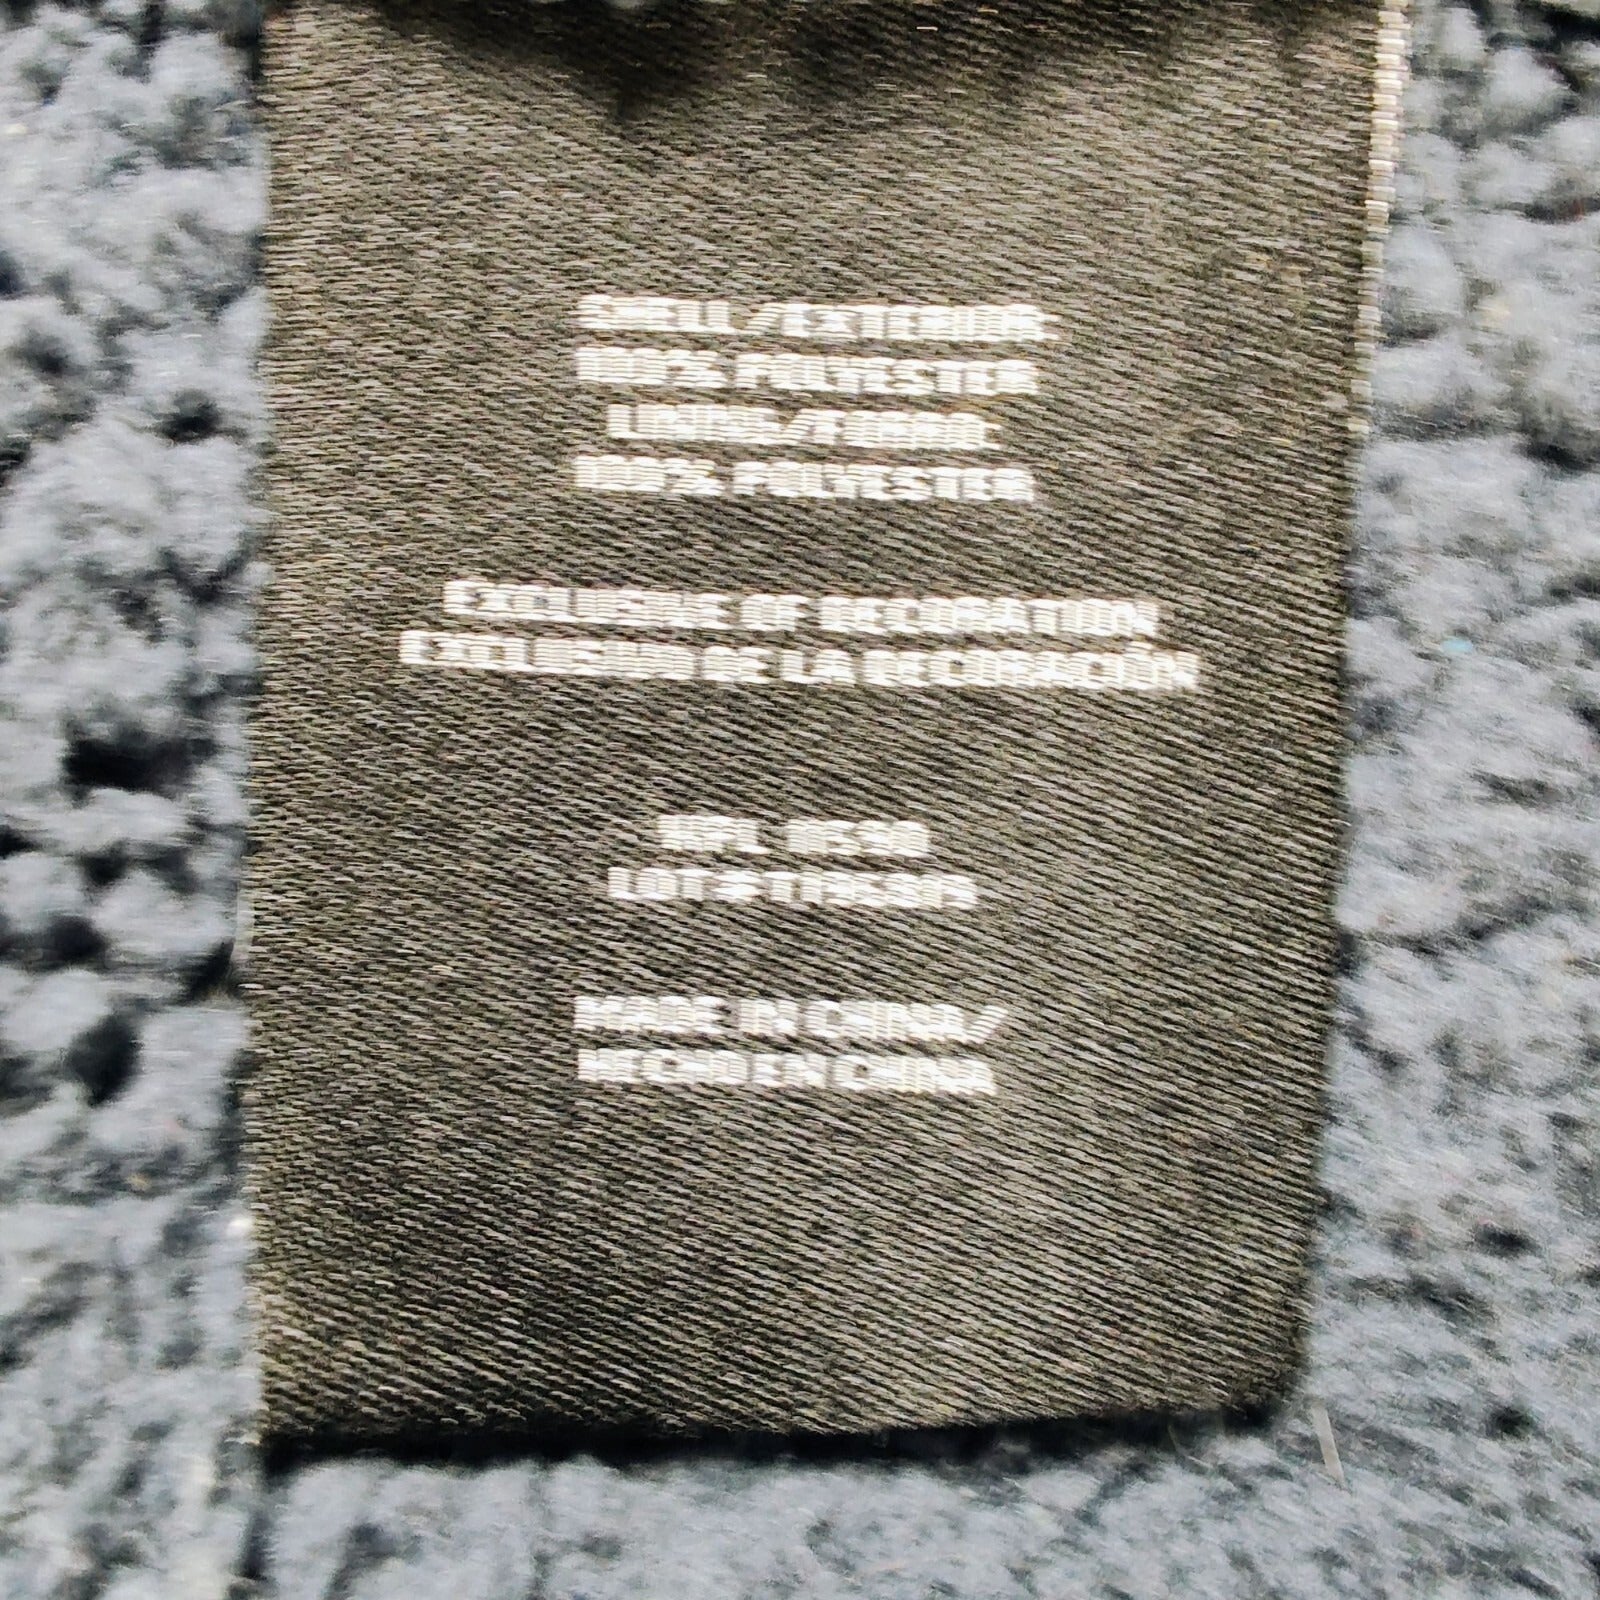 SHELL/EXTERIOR:
100% POLYESTER
LINING/FORRO:
100% POLYESTER
EXCLUSIVE OF DECORATION
EXCLUSIVO DE LA DECORACIÓN
MADE IN CHINA/
HECHO EN CHINA